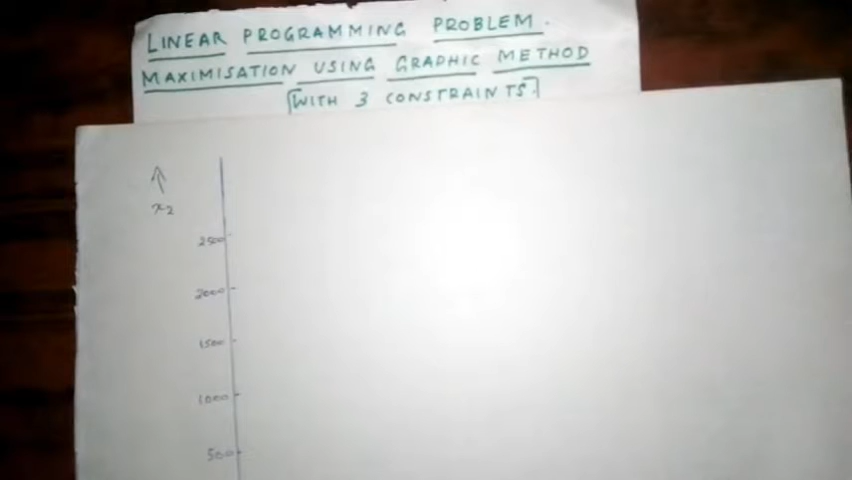 LINEAR PROGRAMMING PROBLEM.
MAXIMISATION USING GRAPHIC METHOD
[WITH 3 CONSTRAINTS]
x2
2500
2000
1500
1000
500